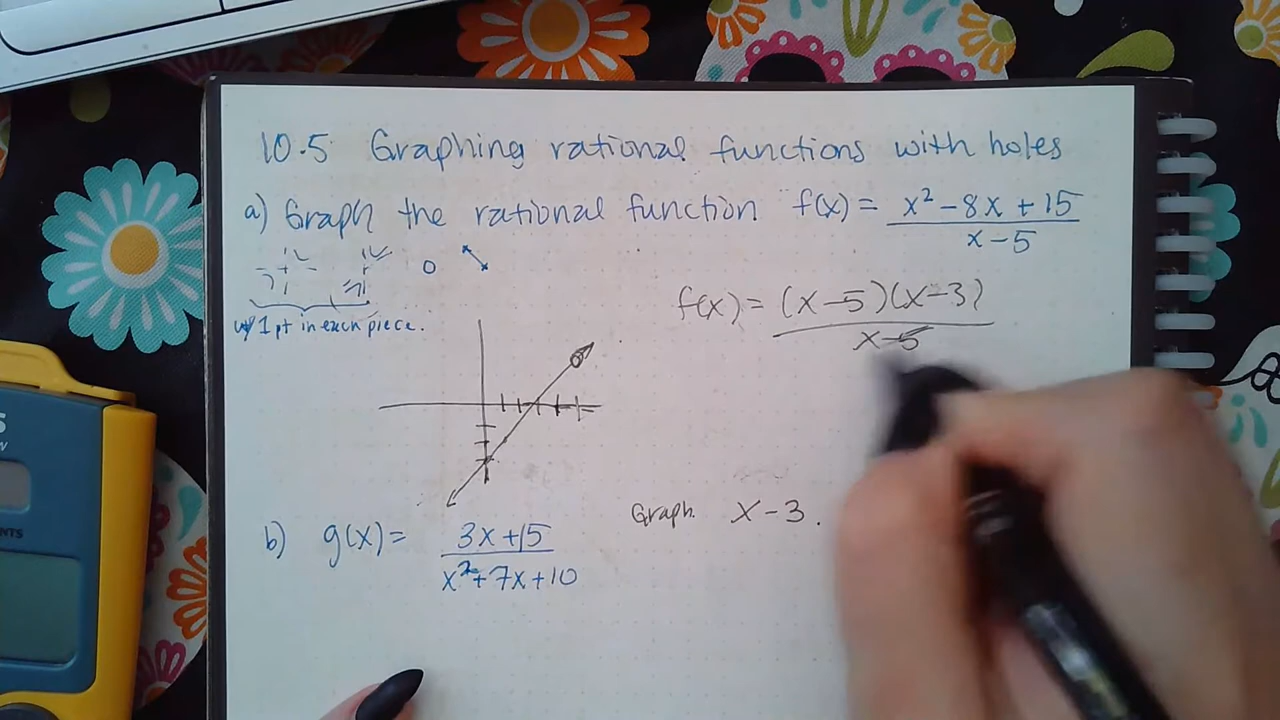 10.5 Graphing rational functions with holes
a) Graph the rational function f(x) = x² - 8x + 15
x - 5
w/ 1 pt in each piece.
f(x) = (x-5)(x-3)
x-5
Graph x-3.
b) g(x) = 3x+15
x²+7x+10